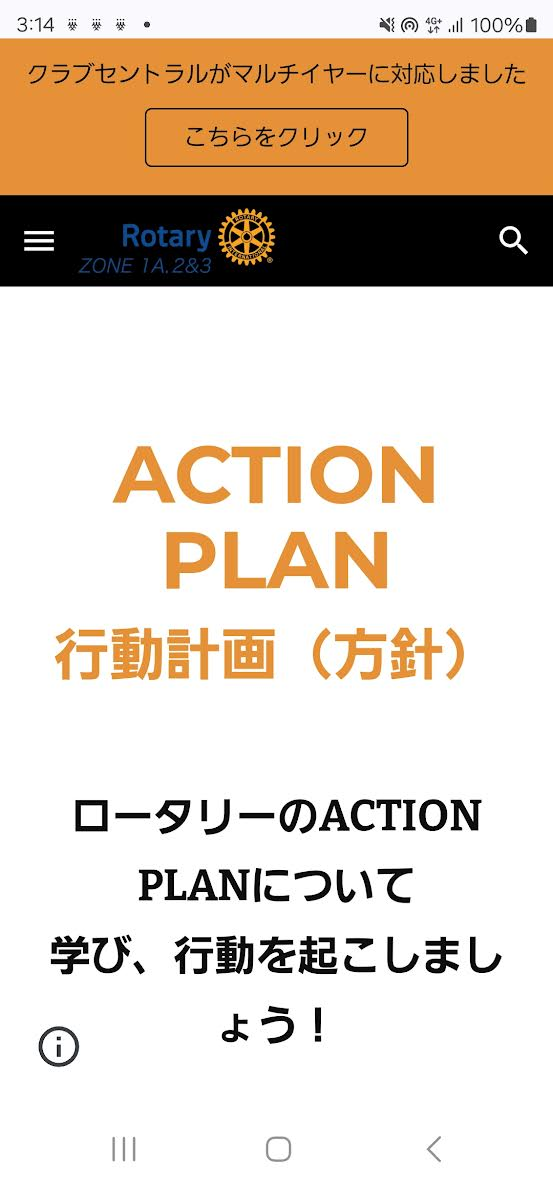 3:14 4G+ 100%
クラブセントラルがマルチイヤーに対応しました
こちらをクリック
Rotary
ROTARY INTERNATIONAL
ZONE 1A,2&3
ACTION
PLAN
行動計画（方針）
ロータリーのACTION
PLANについて
学び、行動を起こしまし
ょう！